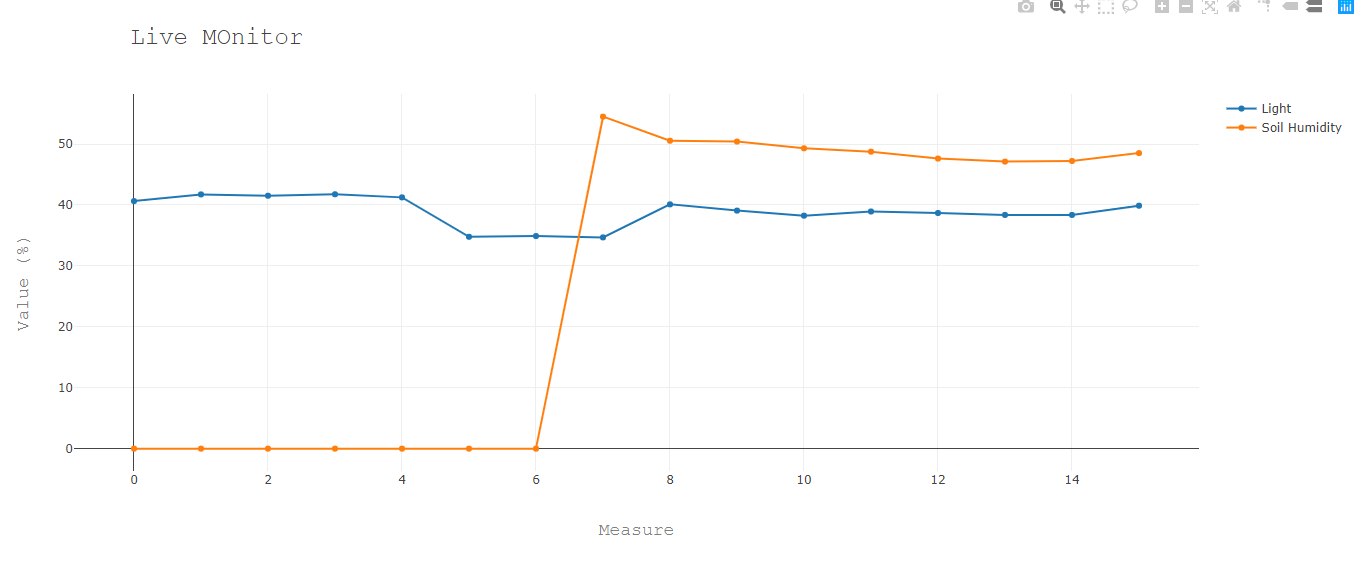 Live MOnitor
Light
Soil Humidity
50
40
30
20
10
0
Value (%)
0 2 4 6 8 10 12 14
Measure